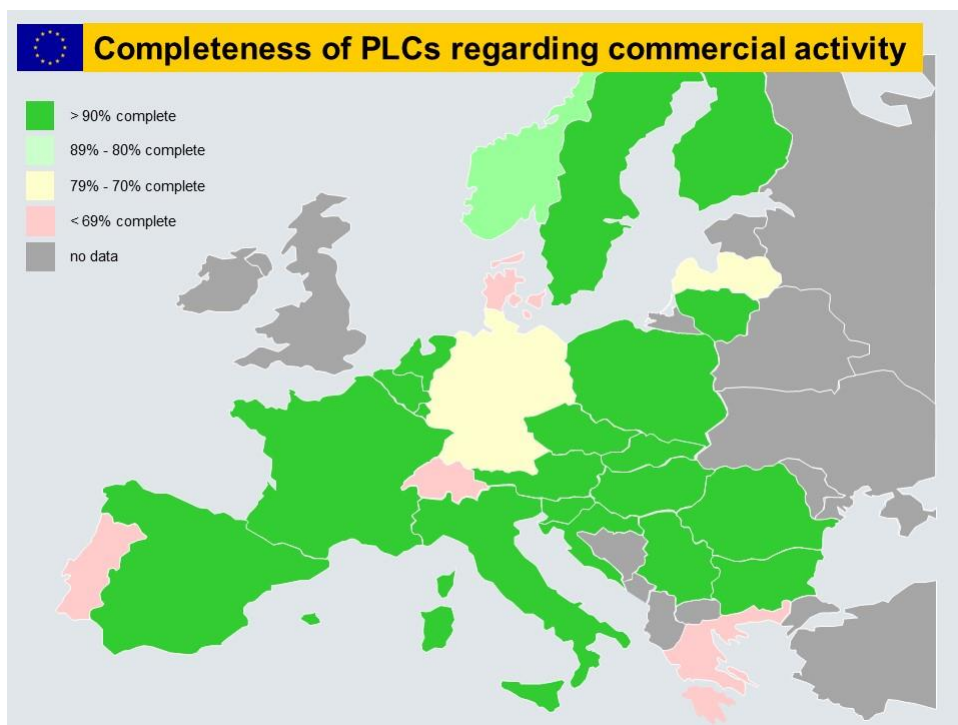 Completeness of PLCs regarding commercial activity
> 90% complete
89% - 80% complete
79% - 70% complete
< 69% complete
no data